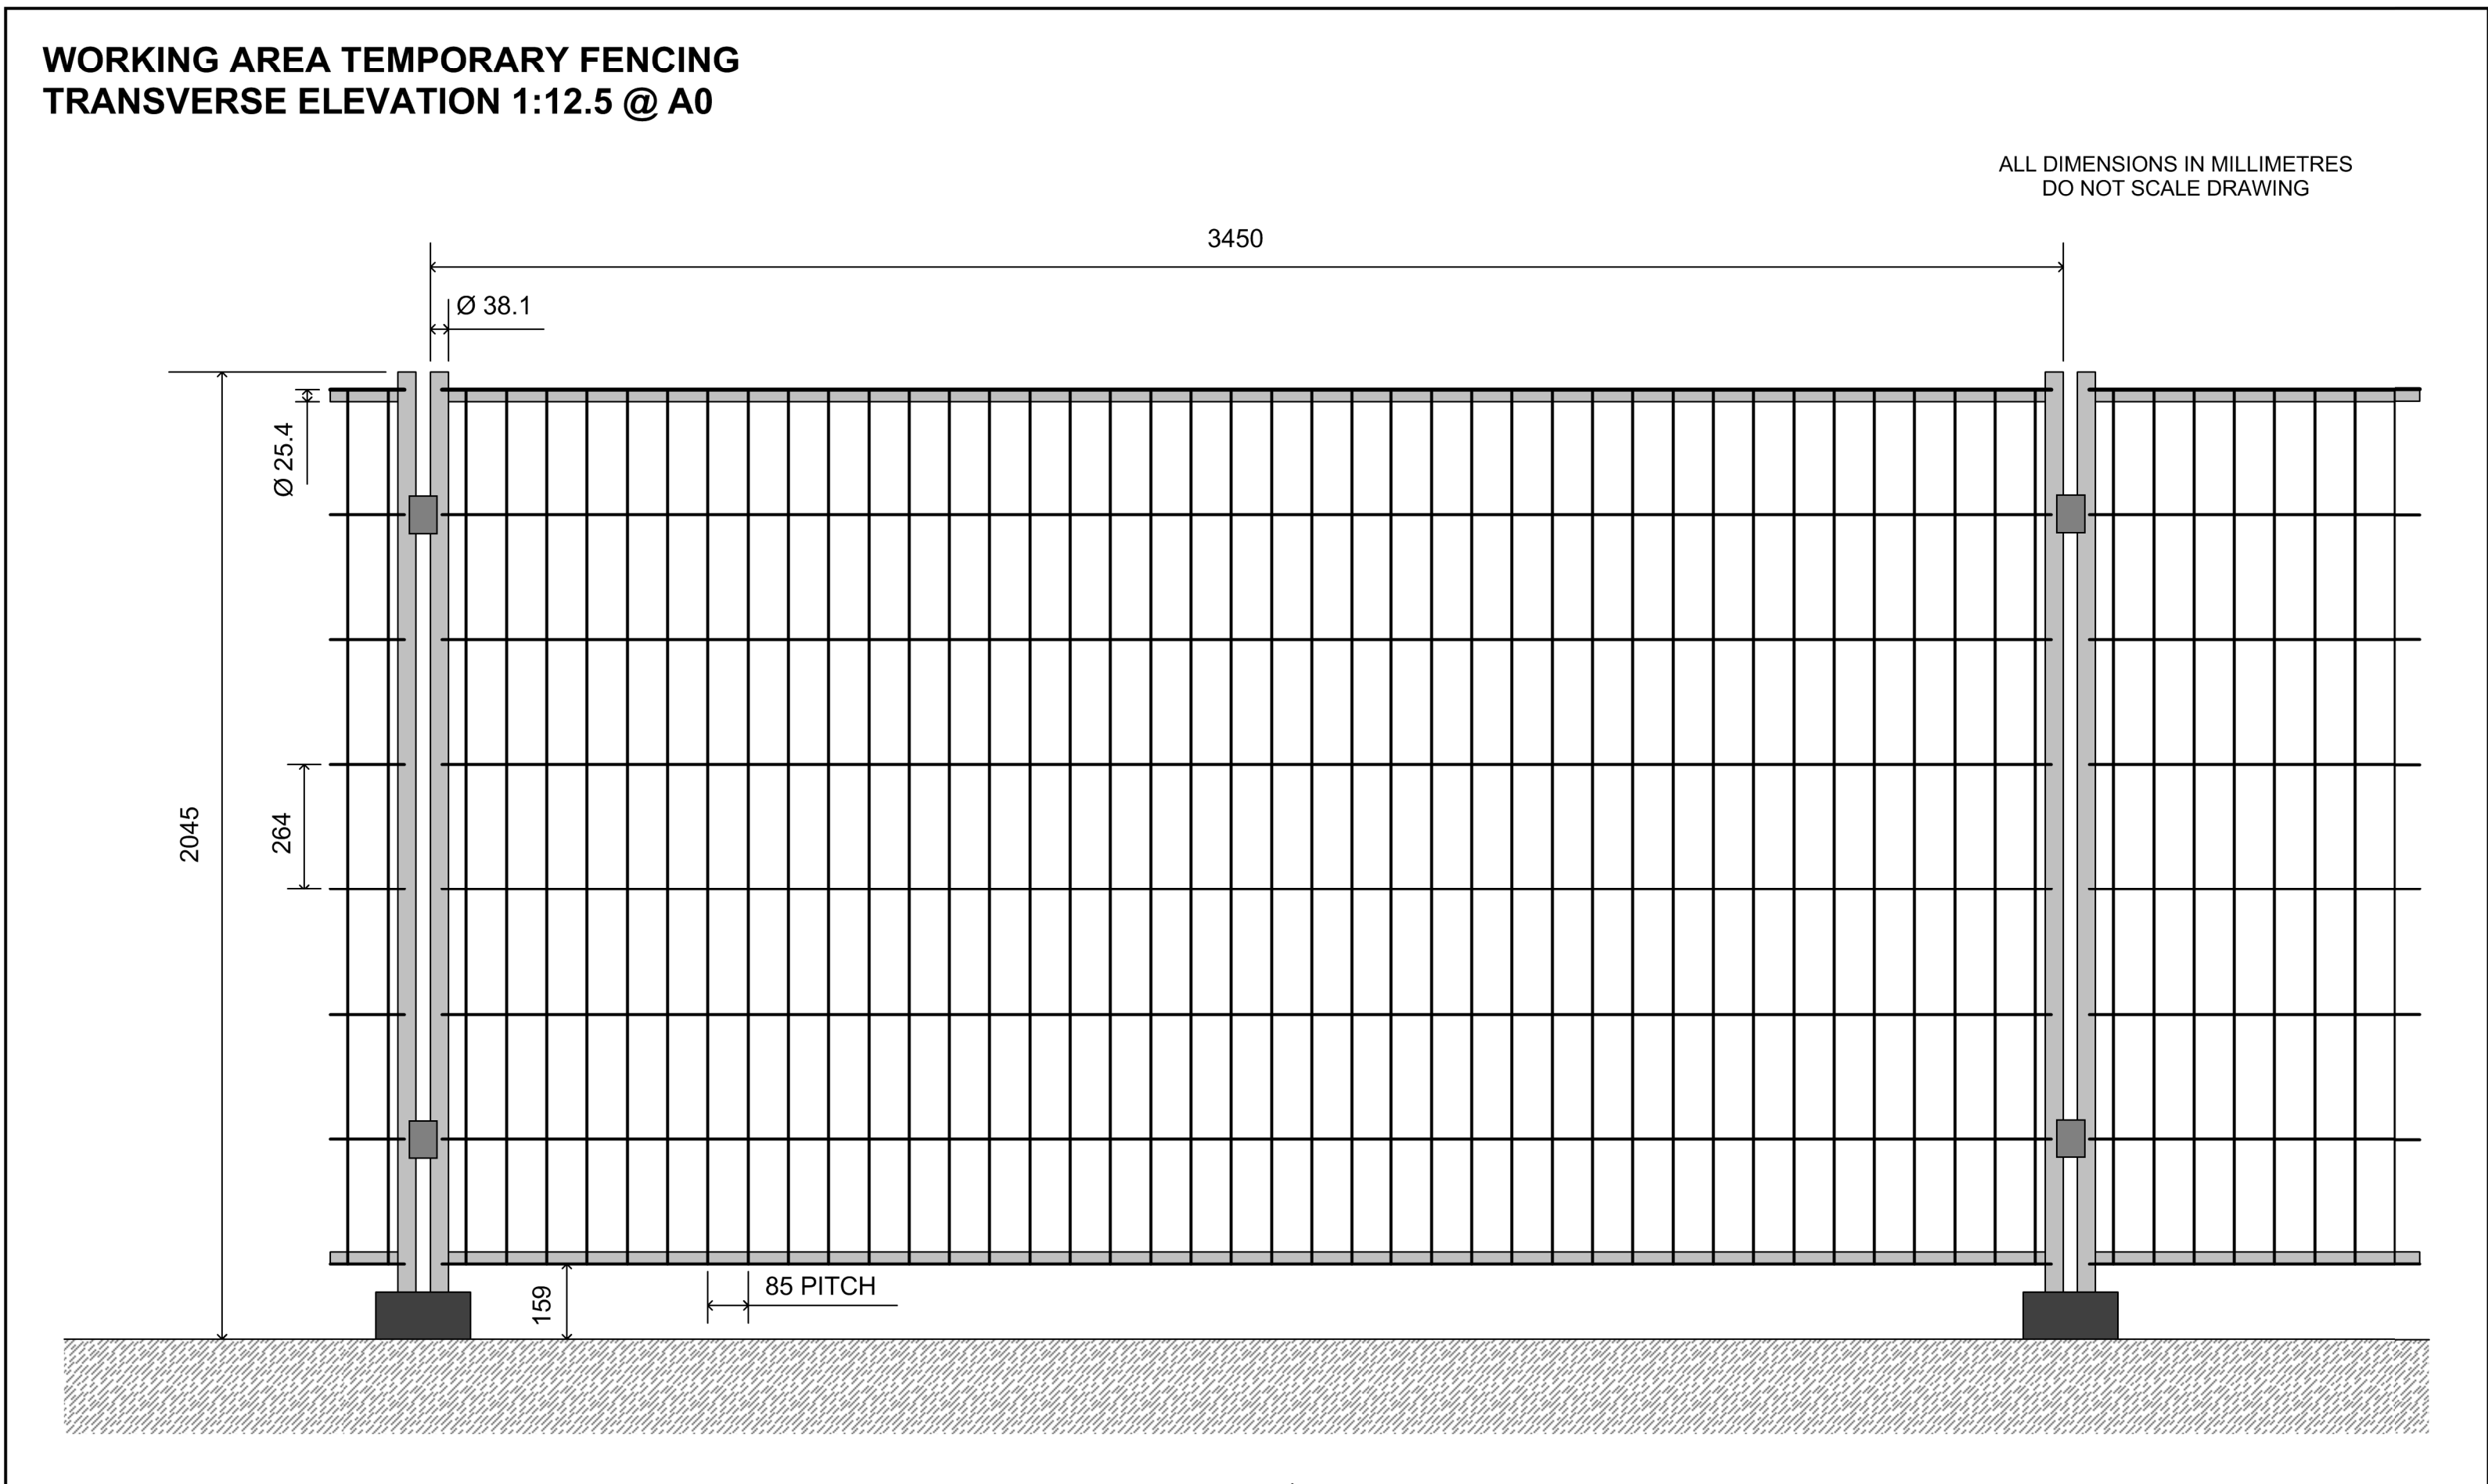 WORKING AREA TEMPORARY FENCING
TRANSVERSE ELEVATION 1:12.5 @ A0
ALL DIMENSIONS IN MILLIMETRES
DO NOT SCALE DRAWING
3450
Ø 38.1
Ø 25.4
2045
264
159
85 PITCH